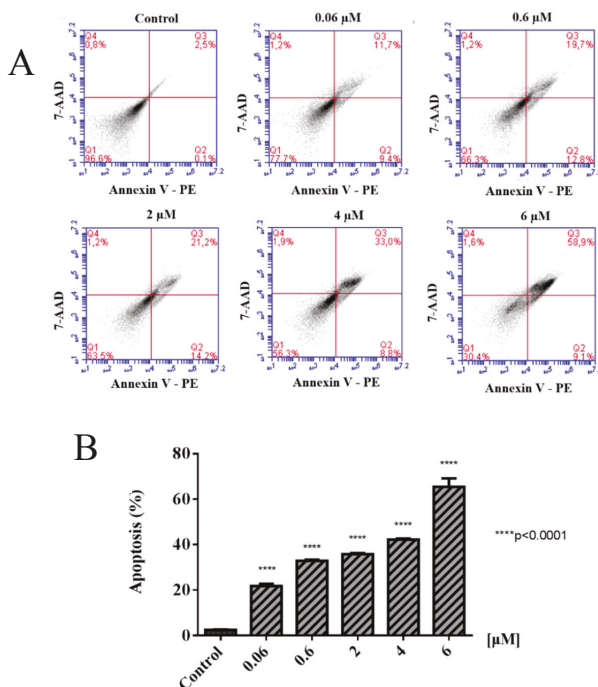 A
Control
Q4 Q3
0,8% 2,5%
7-AAD
Q1 Q2
96.6% 0.1%
Annexin V - PE
0.06 µM
Q4 Q3
1,2% 11,7%
7-AAD
Q1 Q2
77.7% 9.4%
Annexin V - PE
0.6 µM
Q4 Q3
1,2% 19,7%
7-AAD
Q1 Q2
66.3% 12.8%
Annexin V - PE
2 µM
Q4 Q3
1,2% 21,2%
7-AAD
Q1 Q2
63.5% 14.2%
Annexin V - PE
4 µM
Q4 Q3
1,9% 33,0%
7-AAD
Q1 Q2
56.3% 8.8%
Annexin V - PE
6 µM
Q4 Q3
1,6% 58,9%
7-AAD
Q1 Q2
30.4% 9.1%
Annexin V - PE
B
Apoptosis (%)
80
60
40
20
0
**** **** **** **** ****
****p<0.0001
Control 0.06 0.6 2 4 6 [µM]